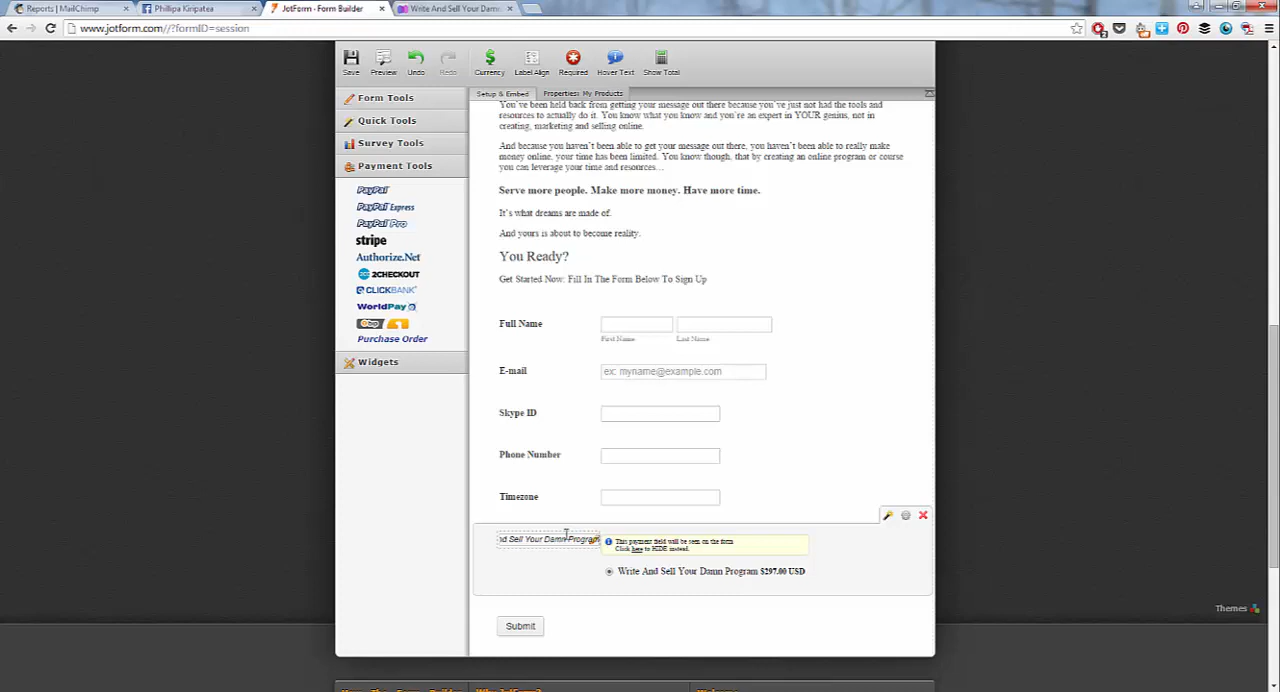 Reports | MailChimp
Phillipa Kiripatea
JotForm · Form Builder
Write And Sell Your Damn
www.jotform.com//?formID=session
Save
Preview
Undo
Redo
Currency
Label Align
Required
Hover Text
Show Total
Setup & Embed
Properties: My Products
Form Tools
Quick Tools
Survey Tools
Payment Tools
PayPal
PayPal Express
PayPal Pro
stripe
Authorize.Net
2CHECKOUT
CLICKBANK
WorldPay
Purchase Order
Widgets
You've been held back from getting your message out there because you've just not had the tools and
resources to actually do it. You know what you know and you're an expert in YOUR genius, not in
creating, marketing and selling online.
And because you haven't been able to get your message out there, you haven't been able to really make
money online, your time has been limited. You know though, that by creating an online program or course
you can leverage your time and resources…
Serve more people. Make more money. Have more time.
It's what dreams are made of.
And yours is about to become reality.
You Ready?
Get Started Now: Fill In The Form Below To Sign Up
Full Name
First Name
Last Name
E-mail
ex: myname@example.com
Skype ID
Phone Number
Timezone
nd Sell Your Damn Program
This payment field will be seen on the form
Click here to HIDE instead.
Write And Sell Your Damn Program $297.00 USD
Submit
Themes